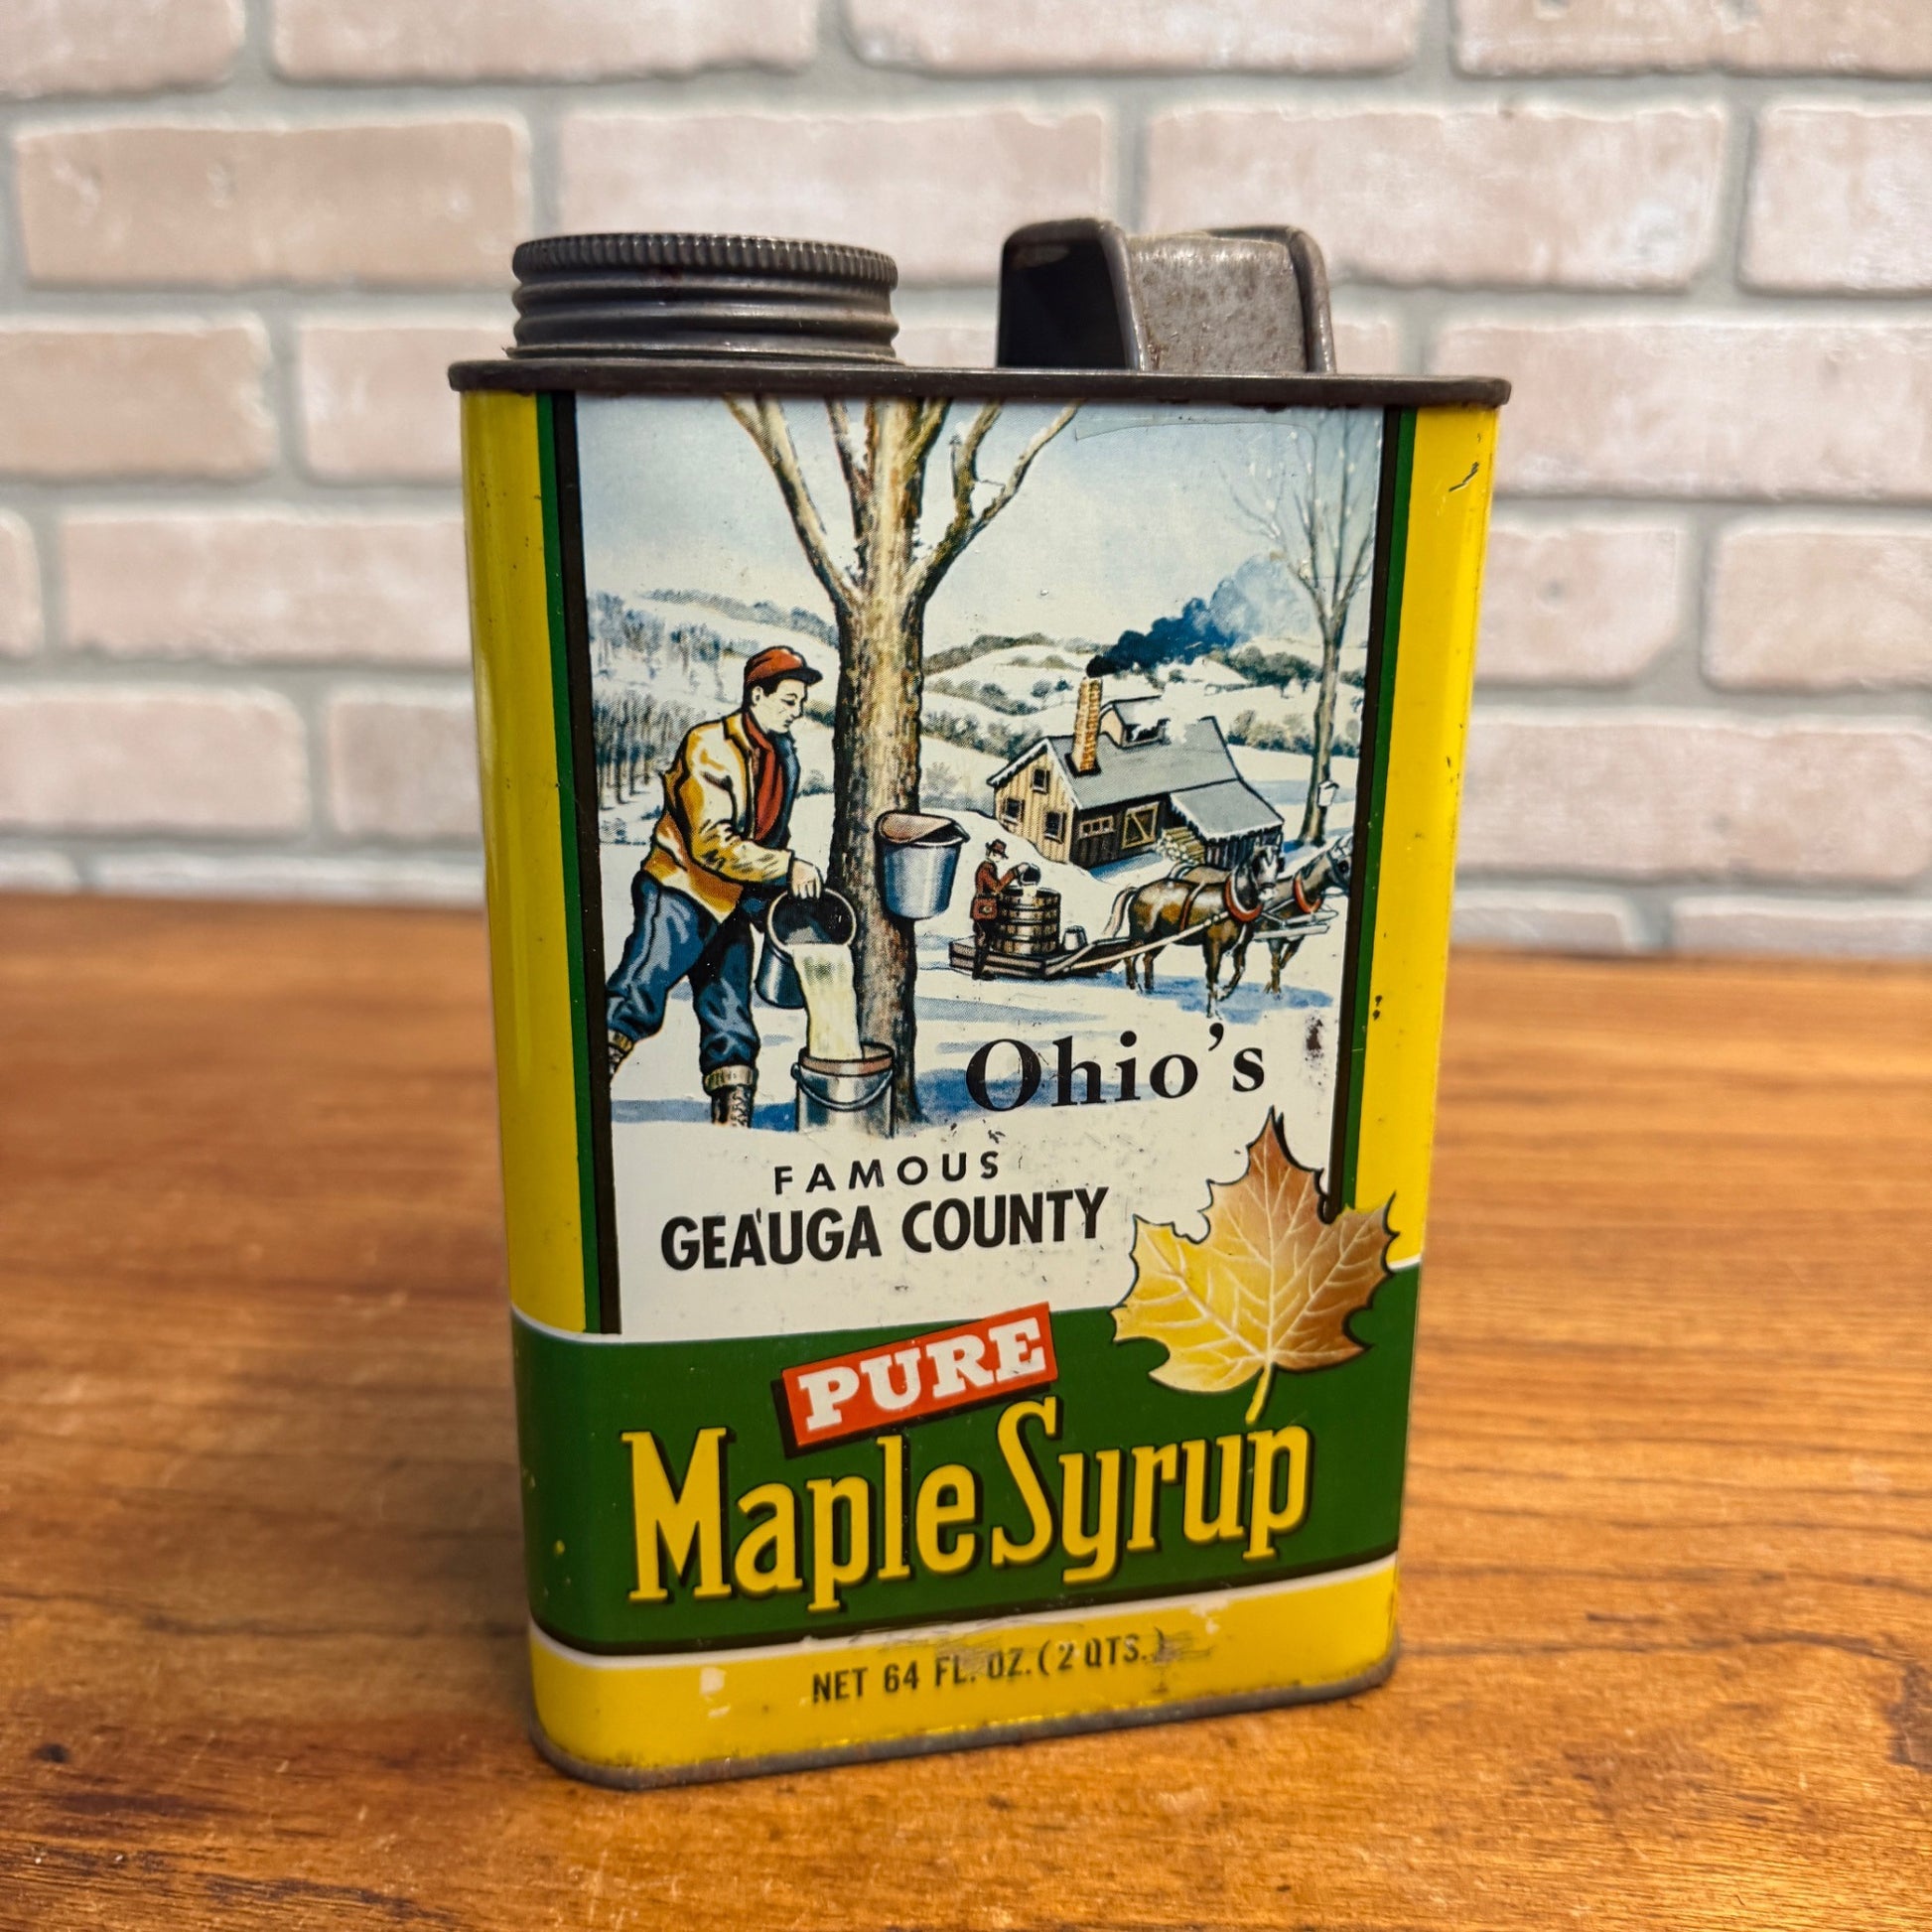 Ohio's
FAMOUS
GEAUGA COUNTY
PURE
Maple Syrup
NET 64 FL. OZ. (2 QTS.)